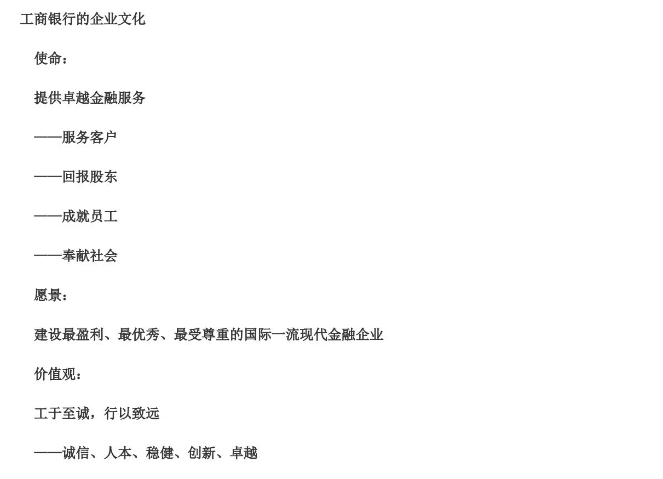 工商银行的企业文化
使命：
提供卓越金融服务
——服务客户
——回报股东
——成就员工
——奉献社会
愿景：
建设最盈利、最优秀、最受尊重的国际一流现代金融企业
价值观：
工于至诚，行以致远
——诚信、人本、稳健、创新、卓越